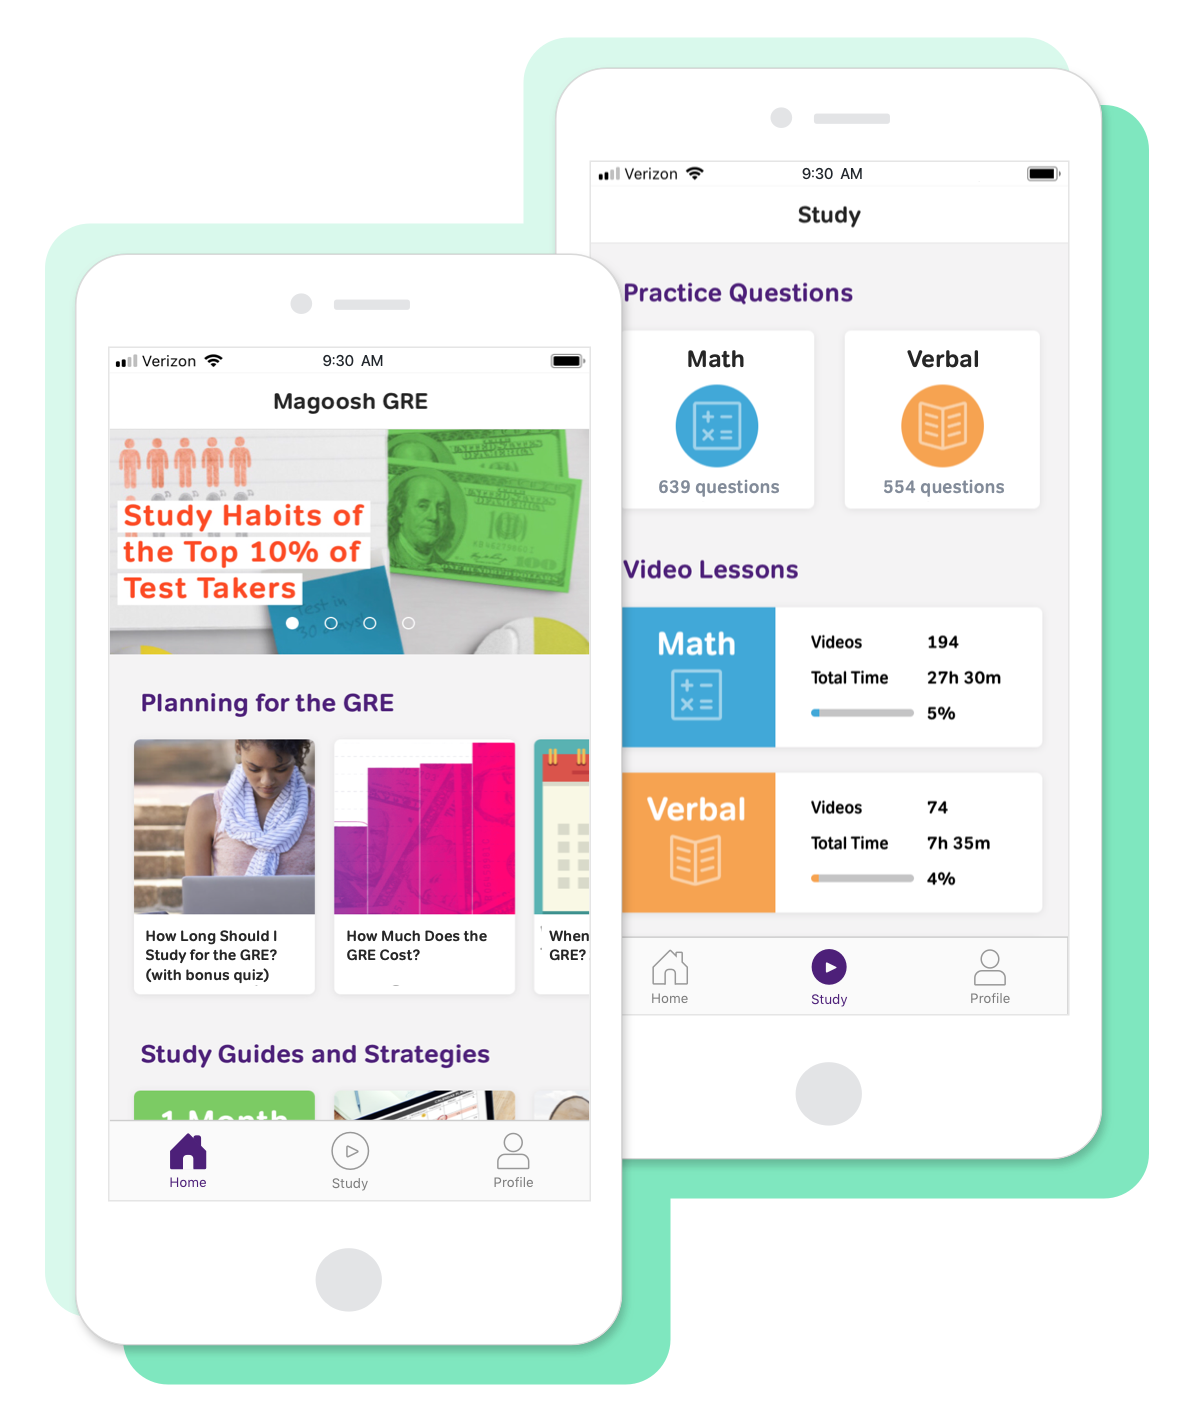 Verizon 9:30 AM
Magoosh GRE
Study Habits of
the Top 10% of
Test Takers
Test in
30 days!
Planning for the GRE
How Long Should I
Study for the GRE?
(with bonus quiz)
How Much Does the
GRE Cost?
When
GRE?
Study Guides and Strategies
1 Month
Home
Study
Profile
Verizon 9:30 AM
Study
Practice Questions
Math
639 questions
Verbal
554 questions
Video Lessons
Math
Videos 194
Total Time 27h 30m
5%
Verbal
Videos 74
Total Time 7h 35m
4%
Home
Study
Profile